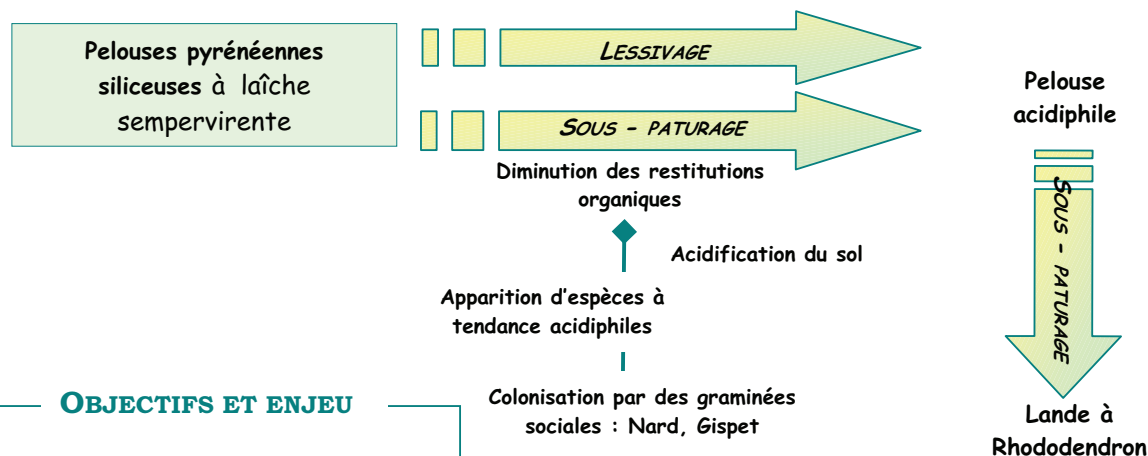 Pelouses pyrénéennes
siliceuses à laîche
sempervirente
LESSIVAGE
SOUS - PATURAGE
Diminution des restitutions
organiques
Acidification du sol
Apparition d'espèces à
tendance acidiphiles
Colonisation par des graminées
sociales : Nard, Gispet
Pelouse
acidiphile
SOUS - PATURAGE
Lande à
Rhododendron
OBJECTIFS ET ENJEU